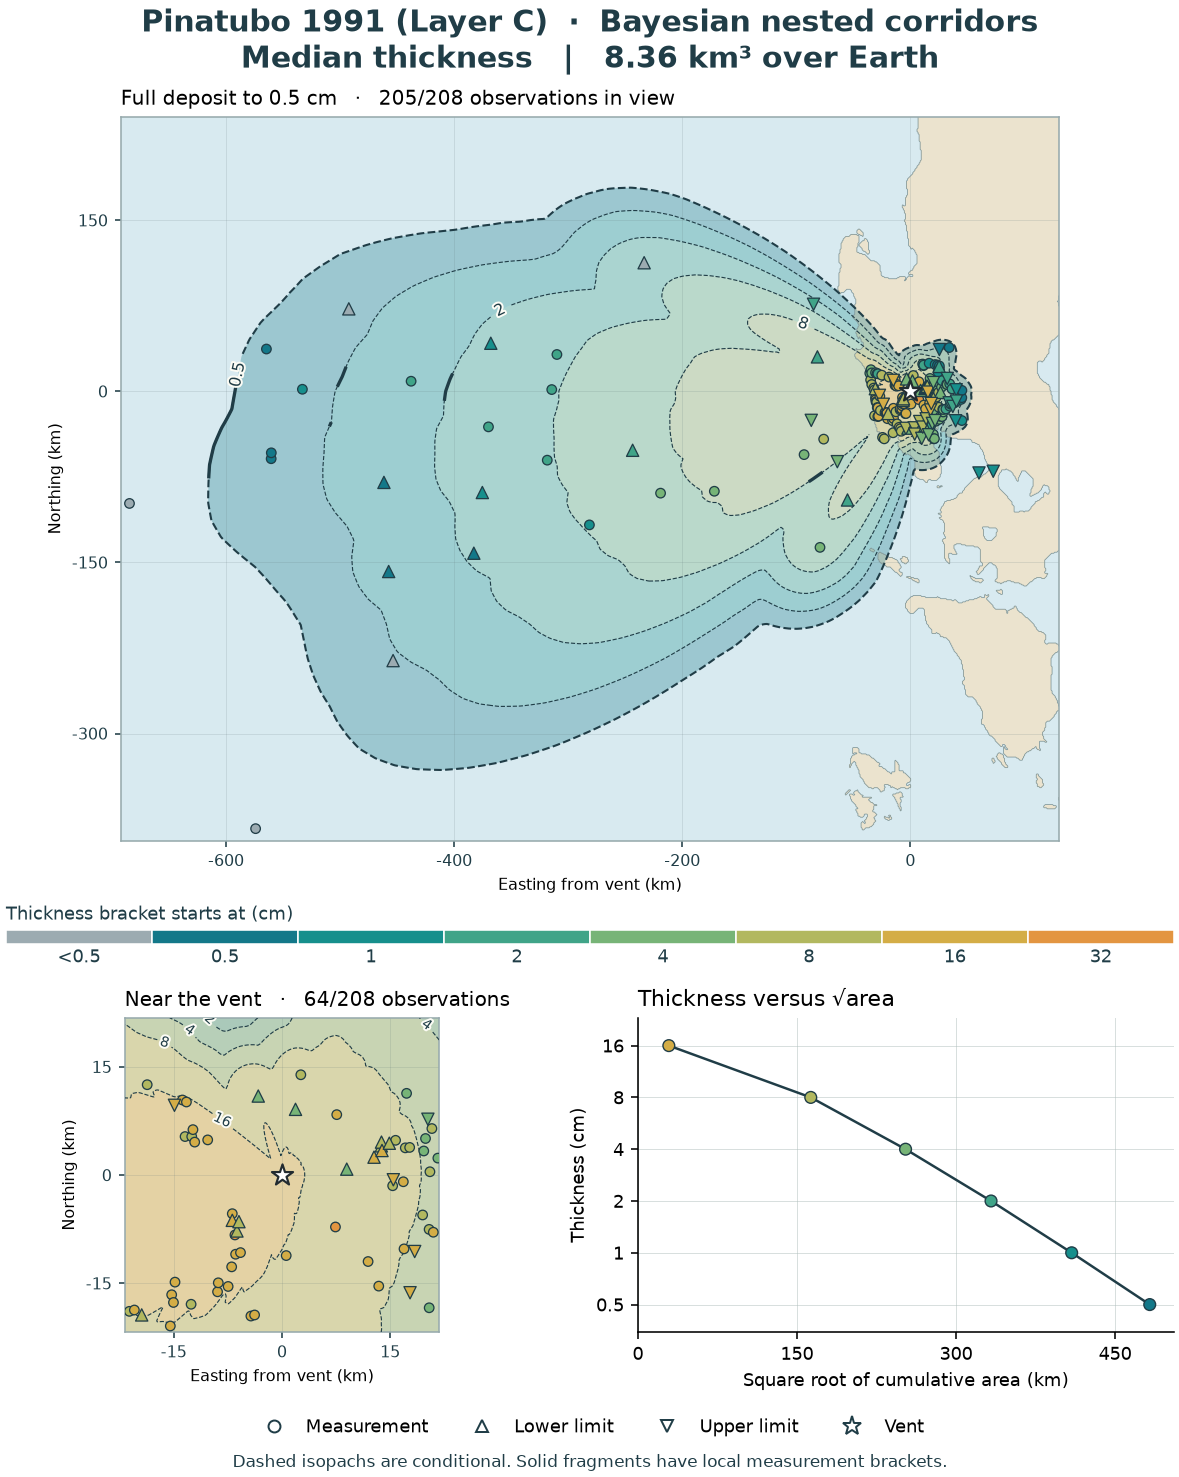 Pinatubo 1991 (Layer C)  ·  Bayesian nested corridors
Median thickness  |  8.36 km³ over Earth
Full deposit to 0.5 cm  ·  205/208 observations in view
150
0
-150
-300
Northing (km)
0.5
2
8
-600
-400
-200
0
Easting from vent (km)
Thickness bracket starts at (cm)
<0.5
0.5
1
2
4
8
16
32
Near the vent  ·  64/208 observations
15
0
-15
Northing (km)
8
4
2
4
16
-15
0
15
Easting from vent (km)
Thickness versus √area
16
8
4
2
1
0.5
Thickness (cm)
0
150
300
450
Square root of cumulative area (km)
Measurement
Lower limit
Upper limit
Vent
Dashed isopachs are conditional. Solid fragments have local measurement brackets.